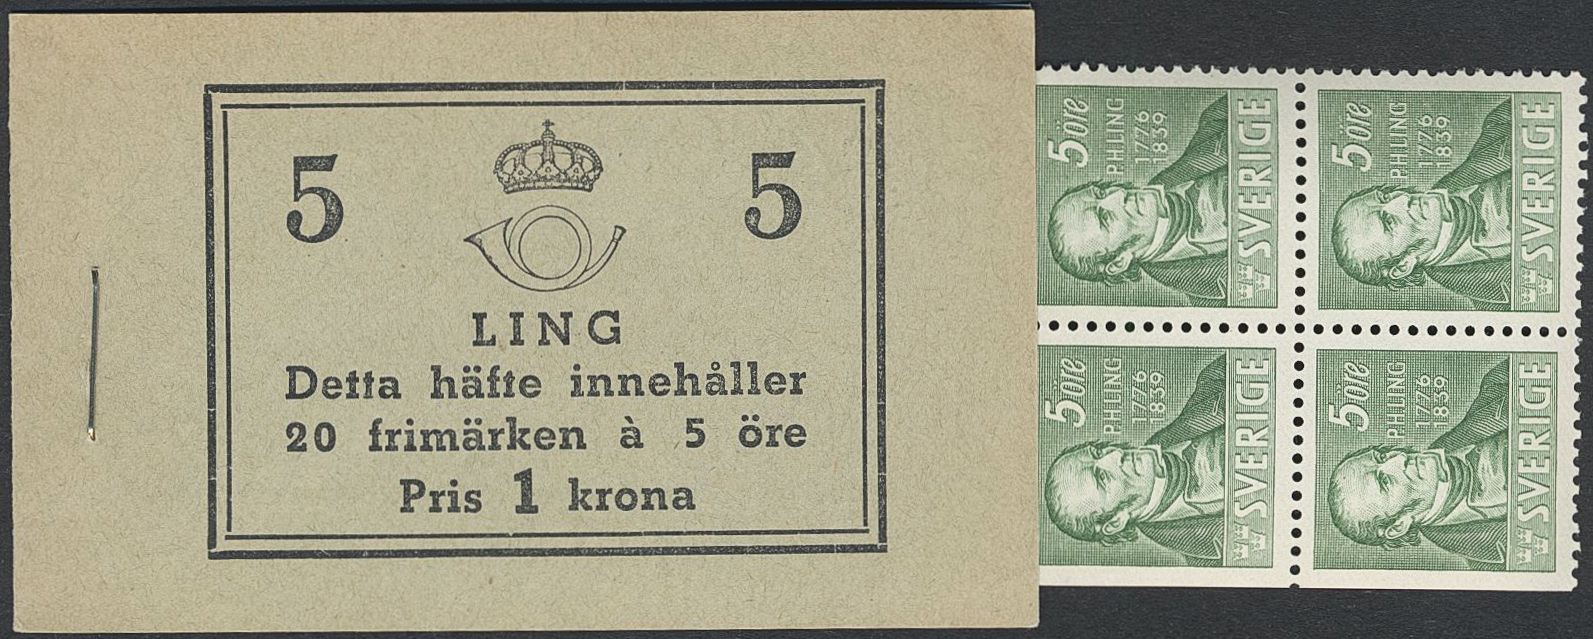 5 5
LING
Detta häfte innehåller
20 frimärken à 5 öre
Pris 1 krona
5 öre
P.H.LING
1776
1839
SVERIGE
5 öre
P.H.LING
1776
1839
SVERIGE
5 öre
P.H.LING
1776
1839
SVERIGE
5 öre
P.H.LING
1776
1839
SVERIGE